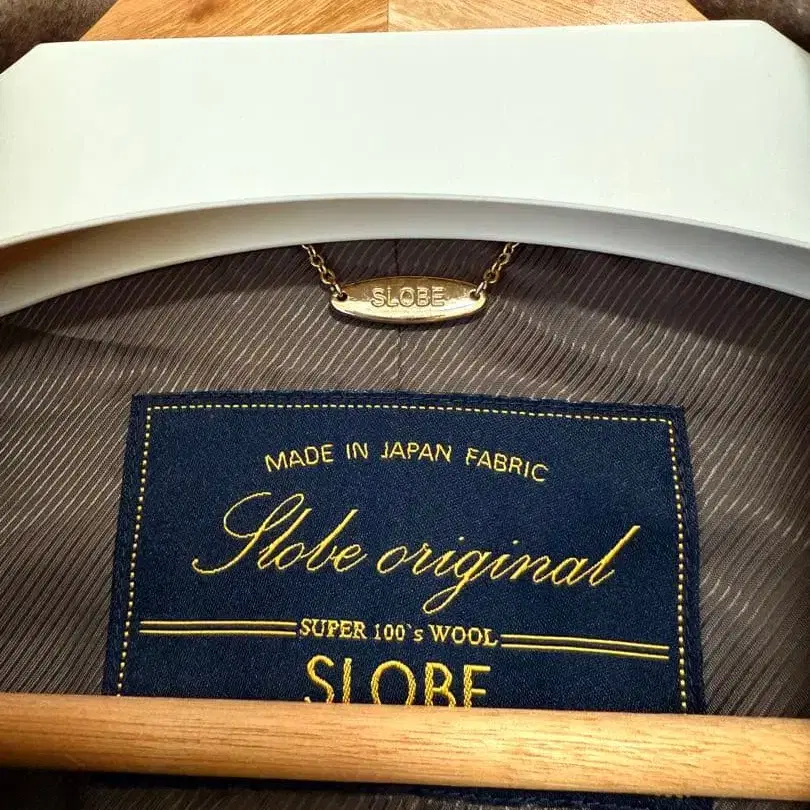 SLOBE
MADE IN JAPAN FABRIC
Slobe original
SUPER 100's WOOL
SLOBE